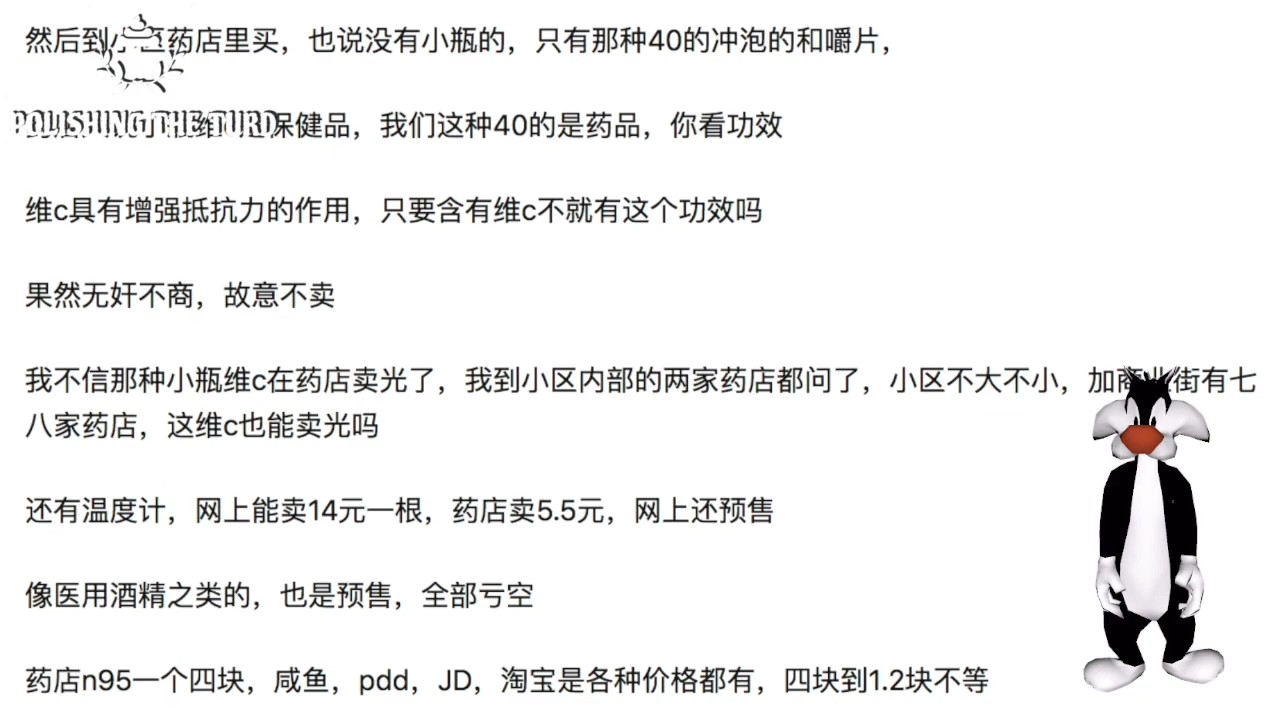 然后到小区药店里买，也说没有小瓶的，只有那种40的冲泡的和嚼片，
POLISHING THE TURD
保健品，我们这种40的是药品，你看功效
维c具有增强抵抗力的作用，只要含有维c不就有这个功效吗
果然无奸不商，故意不卖
我不信那种小瓶维c在药店卖光了，我到小区内部的两家药店都问了，小区不大不小，加商业街有七
八家药店，这维c也能卖光吗
还有温度计，网上能卖14元一根，药店卖5.5元，网上还预售
像医用酒精之类的，也是预售，全部亏空
药店n95一个四块，咸鱼，pdd，JD，淘宝是各种价格都有，四块到1.2块不等